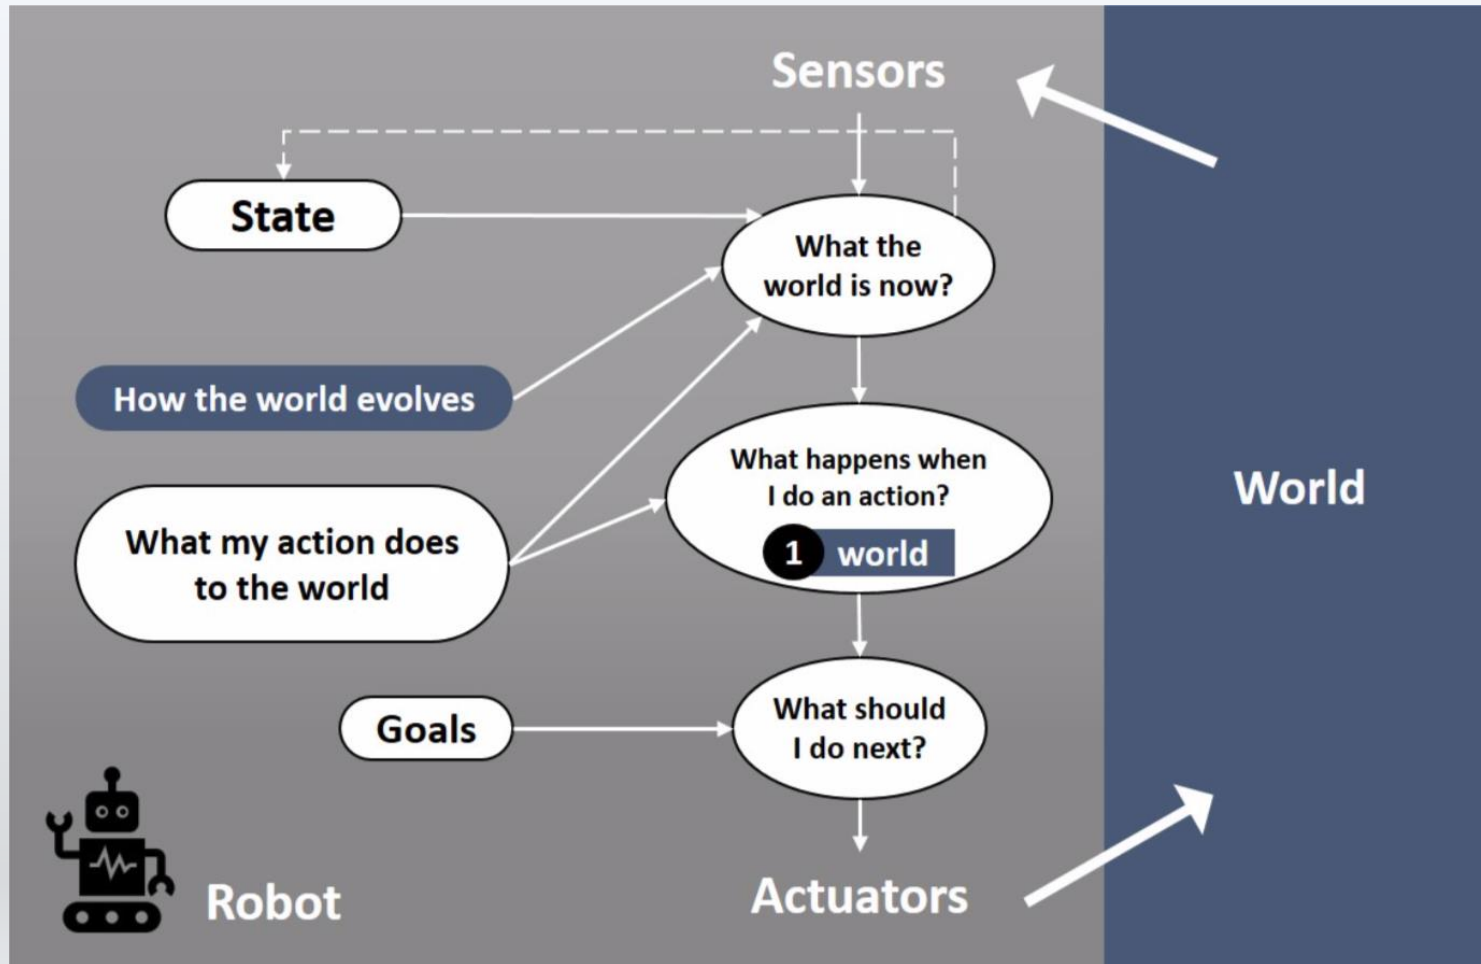 Sensors
State
What the
world is now?
How the world evolves
What happens when
I do an action?
1 world
World
What my action does
to the world
Goals
What should
I do next?
Robot
Actuators